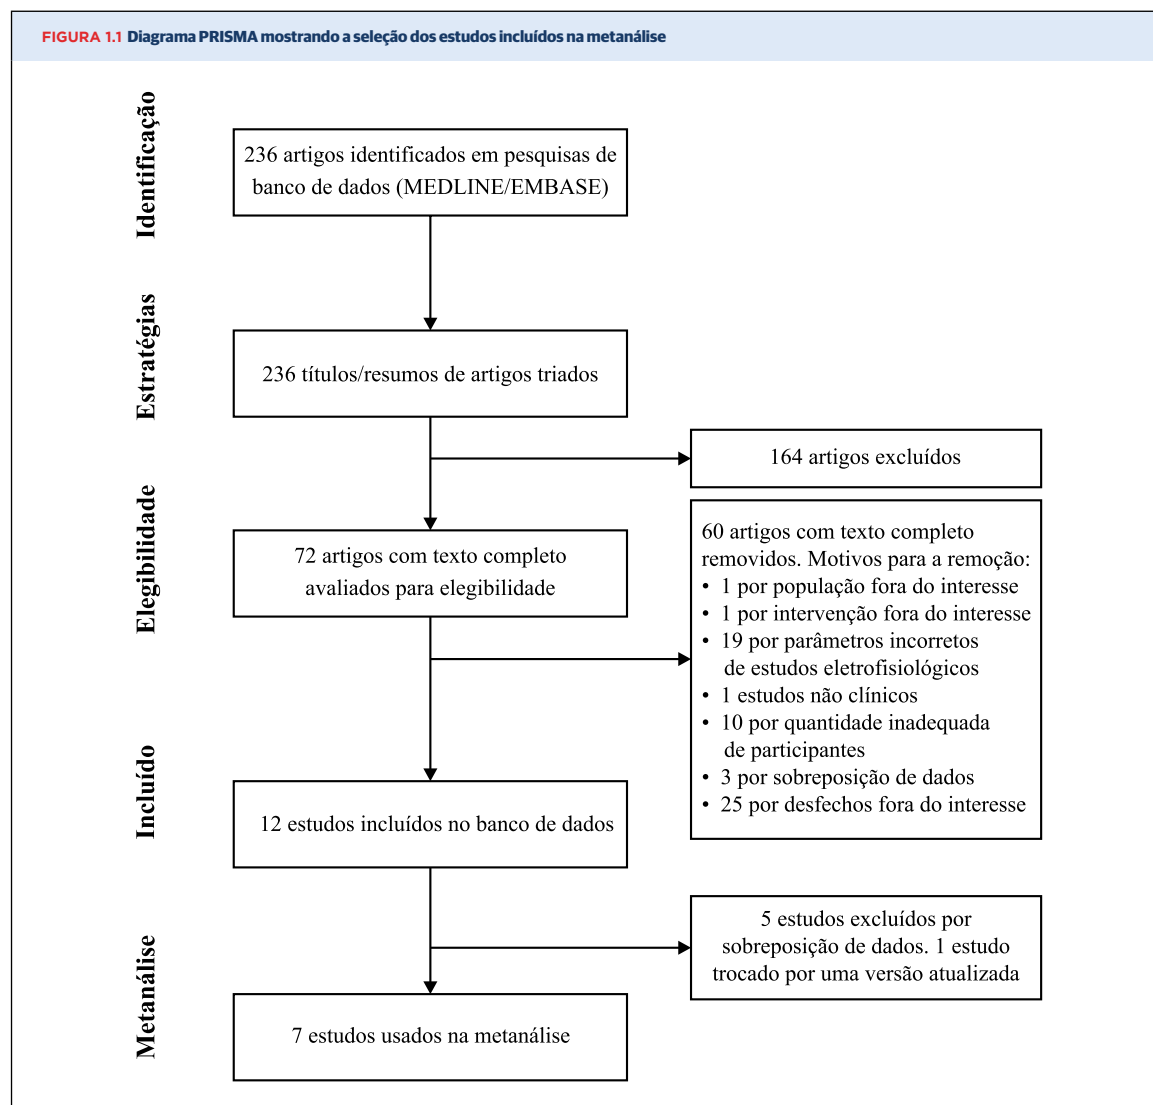 FIGURA 1.1 Diagrama PRISMA mostrando a seleção dos estudos incluídos na metanálise
Identificação
236 artigos identificados em pesquisas de
banco de dados (MEDLINE/EMBASE)
Estratégias
236 títulos/resumos de artigos triados
164 artigos excluídos
Elegibilidade
72 artigos com texto completo
avaliados para elegibilidade
60 artigos com texto completo
removidos. Motivos para a remoção:
• 1 por população fora do interesse
• 1 por intervenção fora do interesse
• 19 por parâmetros incorretos
de estudos eletrofisiológicos
• 1 estudos não clínicos
• 10 por quantidade inadequada
de participantes
• 3 por sobreposição de dados
• 25 por desfechos fora do interesse
Incluído
12 estudos incluídos no banco de dados
5 estudos excluídos por
sobreposição de dados. 1 estudo
trocado por uma versão atualizada
Metanálise
7 estudos usados na metanálise